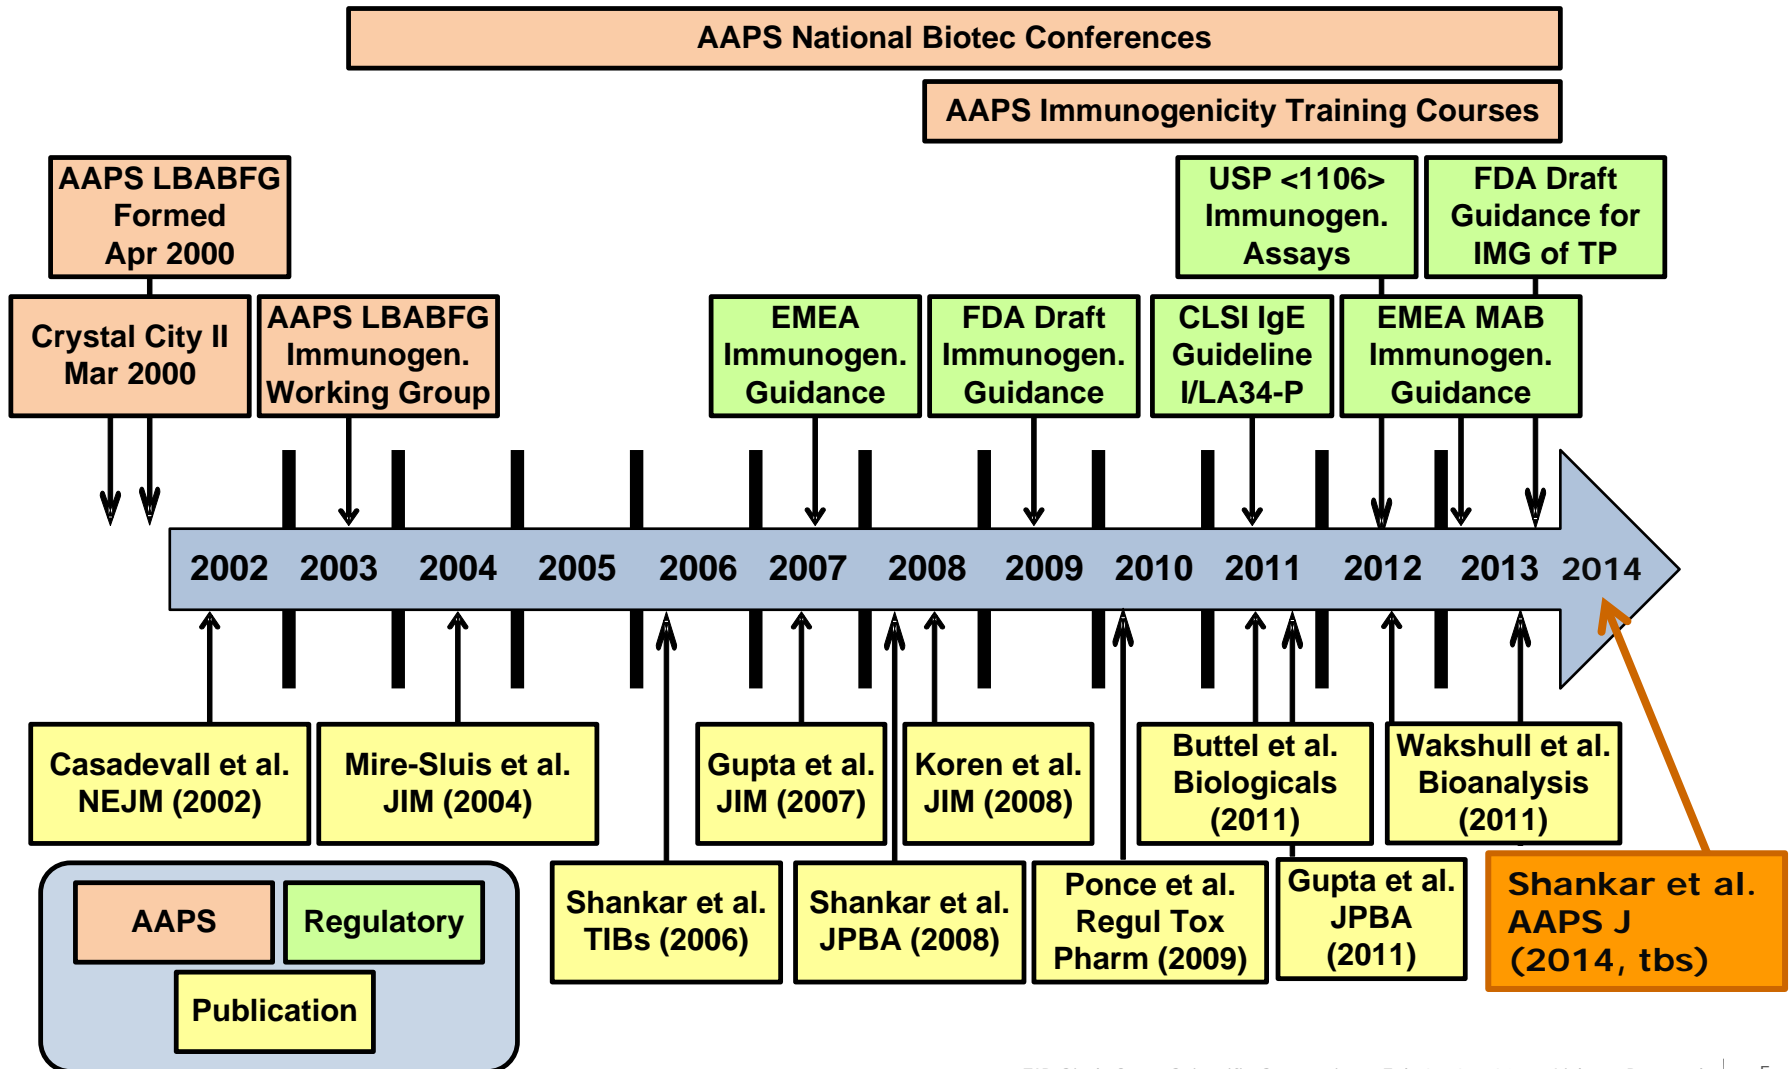 AAPS National Biotec Conferences
AAPS Immunogenicity Training Courses
AAPS LBABFG
Formed
Apr 2000
USP <1106>
Immunogen.
Assays
FDA Draft
Guidance for
IMG of TP
Crystal City II
Mar 2000
AAPS LBABFG
Immunogen.
Working Group
EMEA
Immunogen.
Guidance
FDA Draft
Immunogen.
Guidance
CLSI IgE
Guideline
I/LA34-P
EMEA MAB
Immunogen.
Guidance
2002 2003 2004 2005 2006 2007 2008 2009 2010 2011 2012 2013 2014
Casadevall et al.
NEJM (2002)
Mire-Sluis et al.
JIM (2004)
Gupta et al.
JIM (2007)
Koren et al.
JIM (2008)
Buttel et al.
Biologicals
(2011)
Wakshull et al.
Bioanalysis
(2011)
Shankar et al.
TIBs (2006)
Shankar et al.
JPBA (2008)
Ponce et al.
Regul Tox
Pharm (2009)
Gupta et al.
JPBA
(2011)
Shankar et al.
AAPS J
(2014, tbs)
AAPS
Regulatory
Publication